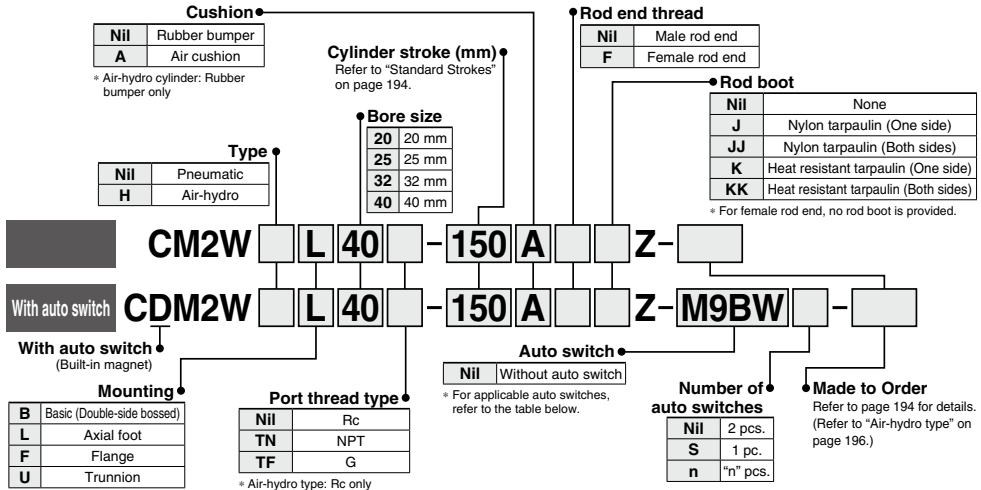 Cushion
Nil Rubber bumper
A Air cushion
* Air-hydro cylinder: Rubber
bumper only
Cylinder stroke (mm)
Refer to “Standard Strokes”
on page 194.
Rod end thread
Nil Male rod end
F Female rod end
Rod boot
Nil None
J Nylon tarpaulin (One side)
JJ Nylon tarpaulin (Both sides)
K Heat resistant tarpaulin (One side)
KK Heat resistant tarpaulin (Both sides)
* For female rod end, no rod boot is provided.
Bore size
20 20 mm
25 25 mm
32 32 mm
40 40 mm
Type
Nil Pneumatic
H Air-hydro
CM2W L 40 - 150 A Z-
With auto switch CDM2W L 40 - 150 A Z- M9BW -
With auto switch
(Built-in magnet)
Mounting
B Basic (Double-side bossed)
L Axial foot
F Flange
U Trunnion
Port thread type
Nil Rc
TN NPT
TF G
* Air-hydro type: Rc only
Auto switch
Nil Without auto switch
* For applicable auto switches,
refer to the table below.
Number of
auto switches
Nil 2 pcs.
S 1 pc.
n “n” pcs.
Made to Order
Refer to page 194 for details.
(Refer to “Air-hydro type” on
page 196.)